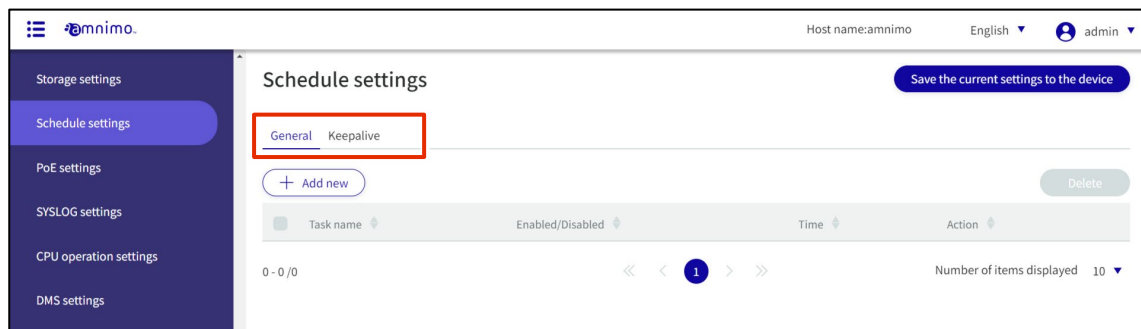 amnimo
Host name:amnimo
English
admin
Storage settings
Schedule settings
PoE settings
SYSLOG settings
CPU operation settings
DMS settings
Schedule settings
Save the current settings to the device
General Keepalive
+ Add new
Delete
Task name Enabled/Disabled Time Action
0 - 0 /0
« < 1 > »
Number of items displayed 10